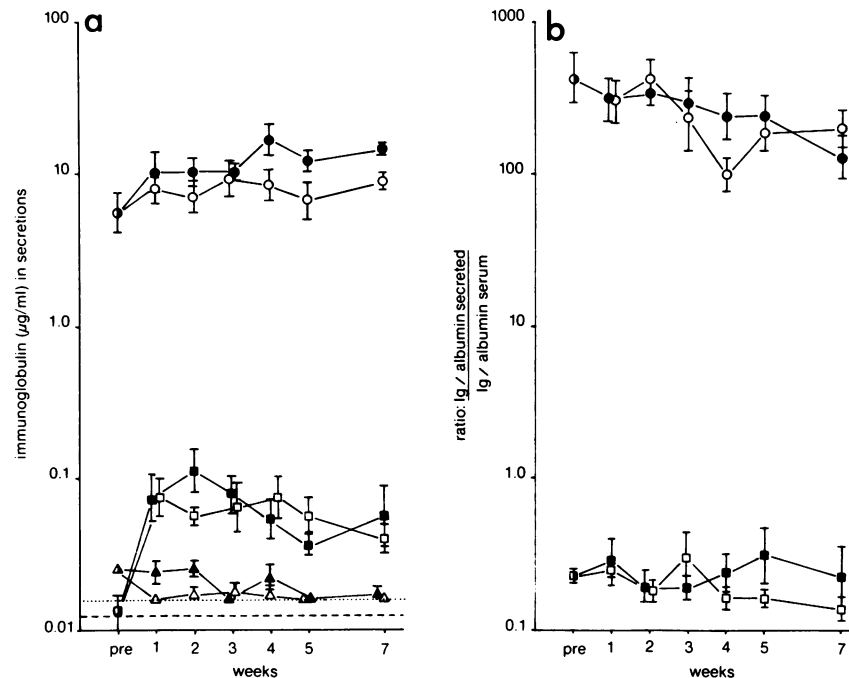 a
100
10
1.0
0.1
0.01
immunoglobulin (µg/ml) in secretions
pre 1 2 3 4 5 7
weeks
b
1000
100
10
1.0
0.1
ratio: Ig / albumin secreted
Ig / albumin serum
pre 1 2 3 4 5 7
weeks